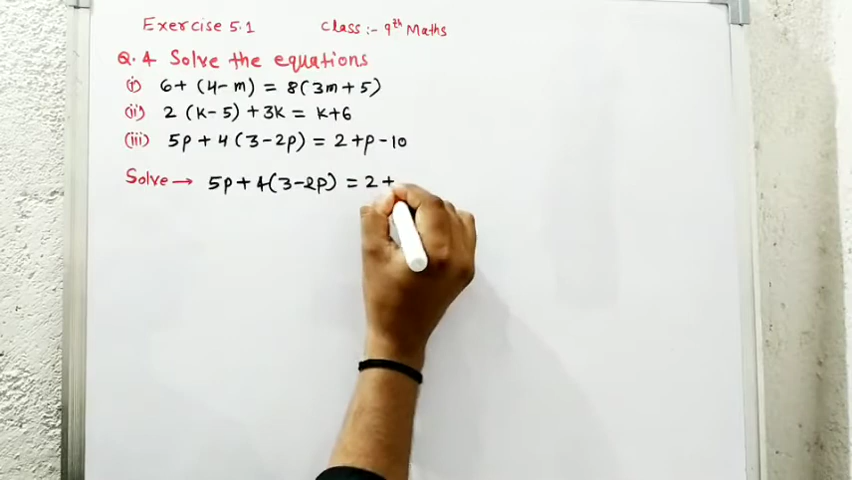 Exercise 5.1 Class :- 9th Maths
Q.4 Solve the equations
(i) 6+ (4-m) = 8(3m+5)
(ii) 2 (k-5) +3k = k+6
(iii) 5p+4(3-2p) = 2+p-10
Solve → 5p+4(3-2p) = 2+